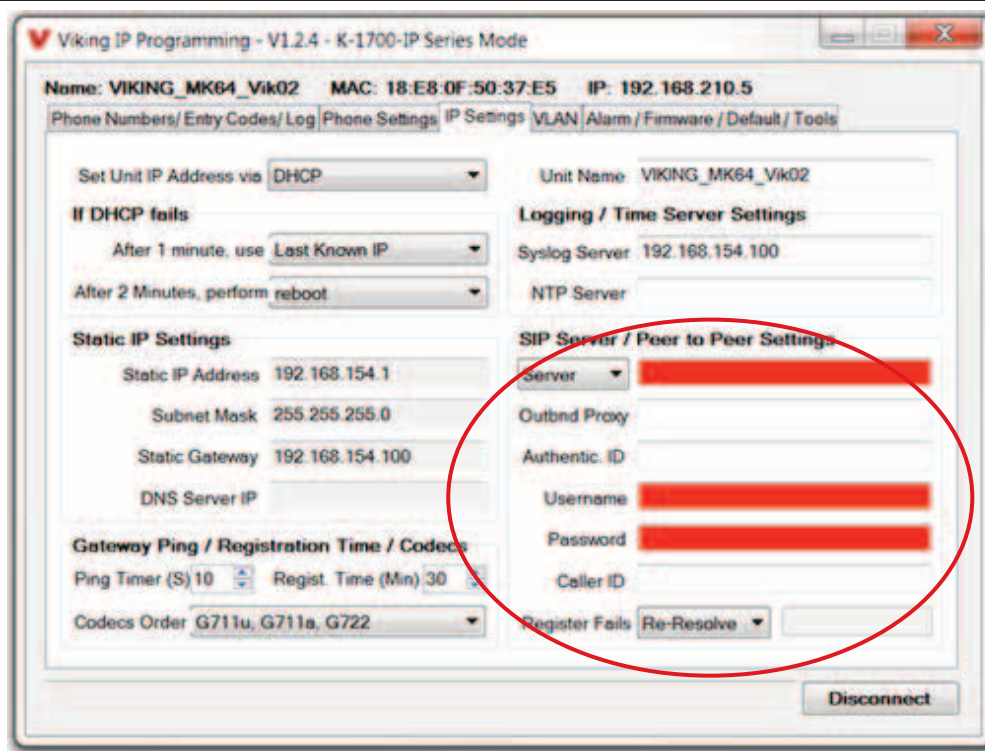 Viking IP Programming - V1.2.4 - K-1700-IP Series Mode
Name: VIKING_MK64_Vik02 MAC: 18:E8:0F:50:37:E5 IP: 192.168.210.5
Phone Numbers/ Entry Codes/ Log Phone Settings IP Settings VLAN Alarm / Firmware / Default / Tools
Set Unit IP Address via DHCP
If DHCP fails
After 1 minute, use Last Known IP
After 2 Minutes, perform reboot
Static IP Settings
Static IP Address 192.168.154.1
Subnet Mask 255.255.255.0
Static Gateway 192.168.154.100
DNS Server IP
Gateway Ping / Registration Time / Codecs
Ping Timer (S) 10 Regist. Time (Min) 30
Codecs Order G711u, G711a, G722
Unit Name VIKING_MK64_Vik02
Logging / Time Server Settings
Syslog Server 192.168.154.100
NTP Server
SIP Server / Peer to Peer Settings
Server
Outbnd Proxy
Authentic. ID
Username
Password
Caller ID
Register Fails Re-Resolve
Disconnect